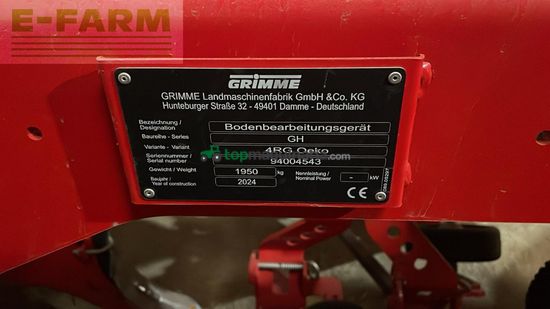 E-FARM
GRIMME
GRIMME Landmaschinenfabrik GmbH &Co. KG
Hunteburger Straße 32 - 49401 Damme - Deutschland
Bezeichnung/ Designation Bodenbearbeitungsgerät
Baureihe - Series GH
Variante - Variant 4RG Oeko
Seriennummer / Serial number 94004543
Gewicht / Weight 1950 kg Nennleistung / Nominal Power - kW
Baujahr / Year of construction 2024 CE